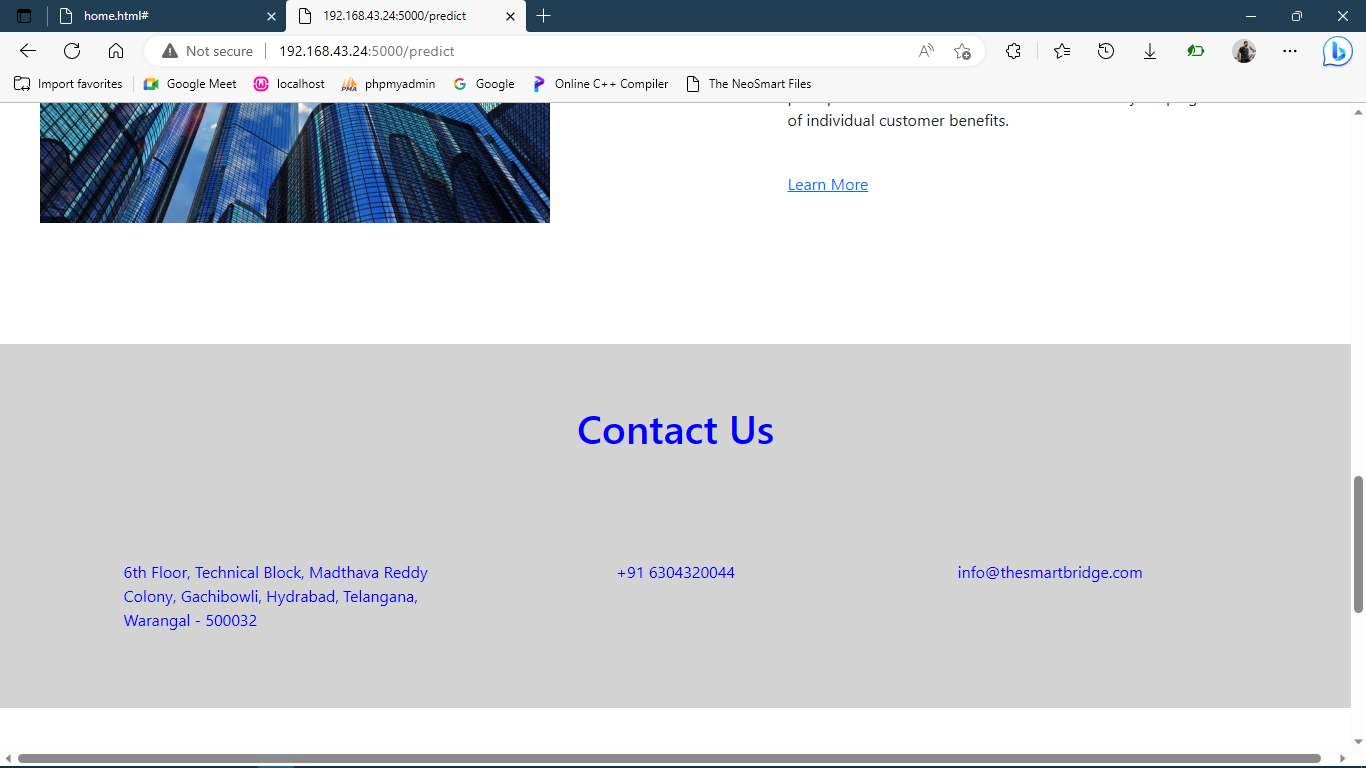 home.html#
192.168.43.24:5000/predict
Not secure
192.168.43.24:5000/predict
Import favorites
Google Meet
localhost
phpmyadmin
Google
Online C++ Compiler
The NeoSmart Files
of individual customer benefits.
Learn More
Contact Us
6th Floor, Technical Block, Madthava Reddy
Colony, Gachibowli, Hydrabad, Telangana,
Warangal - 500032
+91 6304320044
info@thesmartbridge.com